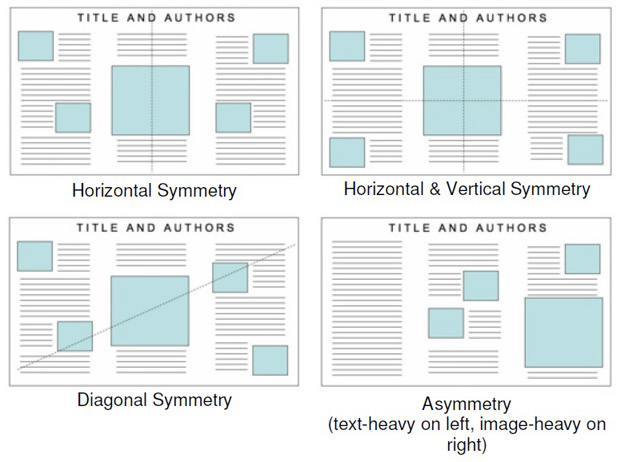 TITLE AND AUTHORS
TITLE AND AUTHORS
Horizontal Symmetry
Horizontal & Vertical Symmetry
TITLE AND AUTHORS
TITLE AND AUTHORS
Diagonal Symmetry
Asymmetry
(text-heavy on left, image-heavy on
right)